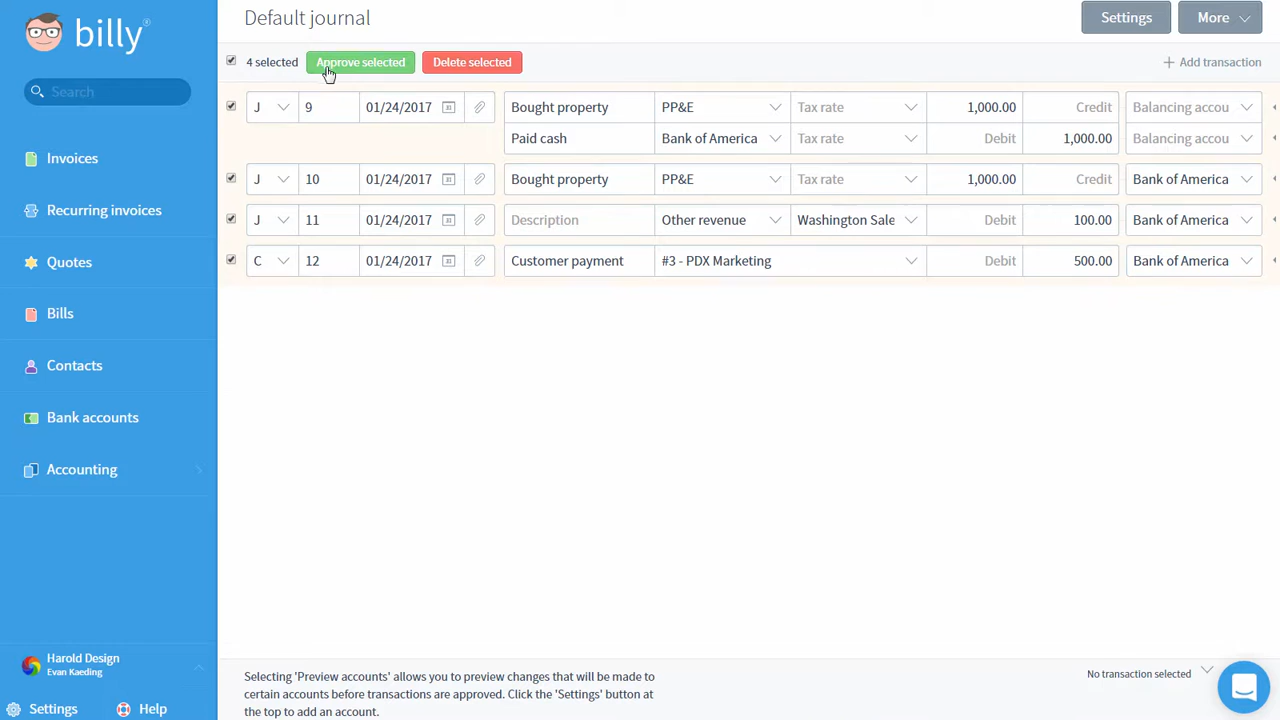 billy®
Search
Invoices
Recurring invoices
Quotes
Bills
Contacts
Bank accounts
Accounting
Harold Design
Evan Kaeding
Settings
Help
Default journal
Settings
More
4 selected
Approve selected
Delete selected
+ Add transaction
J 9 01/24/2017 31 Bought property PP&E Tax rate 1,000.00 Credit Balancing accou
Paid cash Bank of America Tax rate Debit 1,000.00 Balancing accou
J 10 01/24/2017 31 Bought property PP&E Tax rate 1,000.00 Credit Bank of America
J 11 01/24/2017 31 Description Other revenue Washington Sale Debit 100.00 Bank of America
C 12 01/24/2017 31 Customer payment #3 - PDX Marketing Debit 500.00 Bank of America
Selecting 'Preview accounts' allows you to preview changes that will be made to
certain accounts before transactions are approved. Click the 'Settings' button at
the top to add an account.
No transaction selected